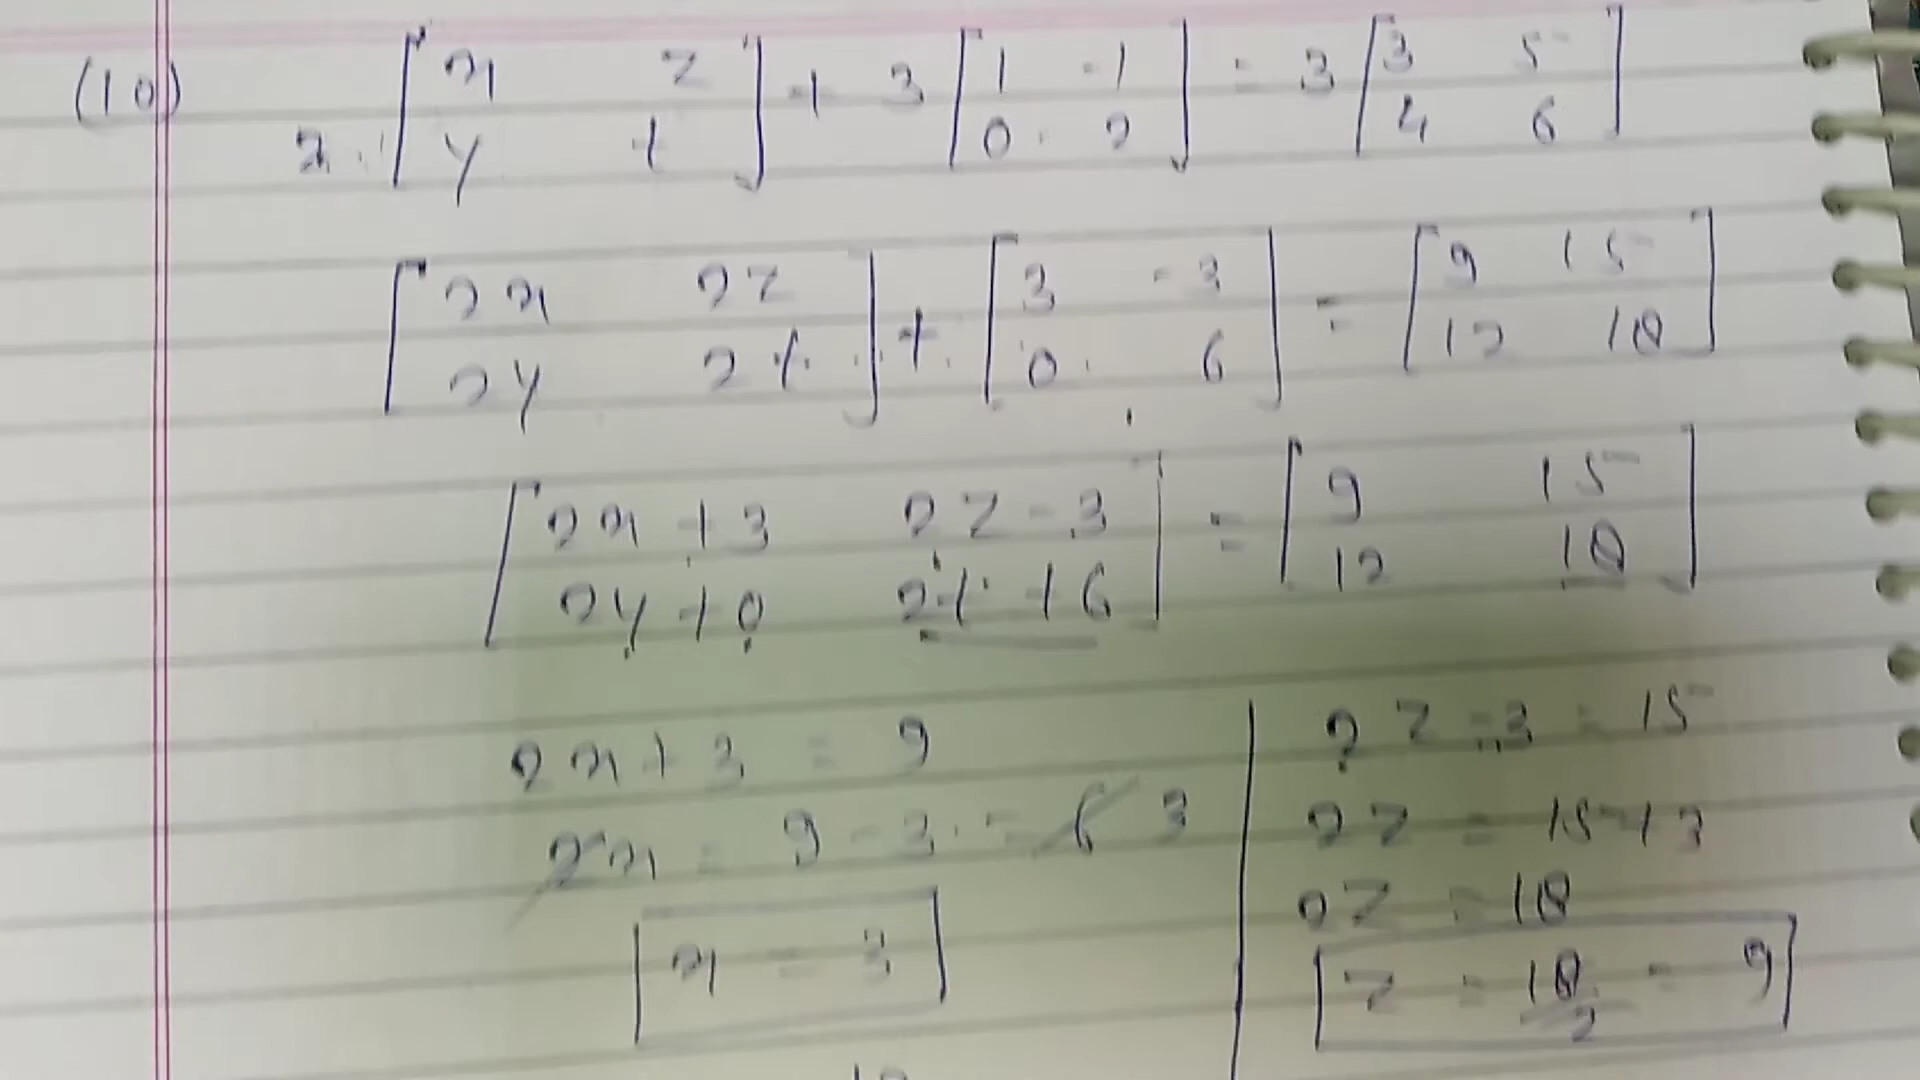 (10) 2. [x z; y t] + 3 [1 -1; 0 2] = 3 [3 5; 4 6]
[2x 2z; 2y 2t] + [3 -3; 0 6] = [9 15; 12 18]
[2x+3 2z-3; 2y+0 2t+6] = [9 15; 12 18]
2x + 3 = 9
2x = 9 - 3 = 6 3
x = 3
2z - 3 = 15
2z = 15 + 3
2z = 18
z = 18/2 = 9